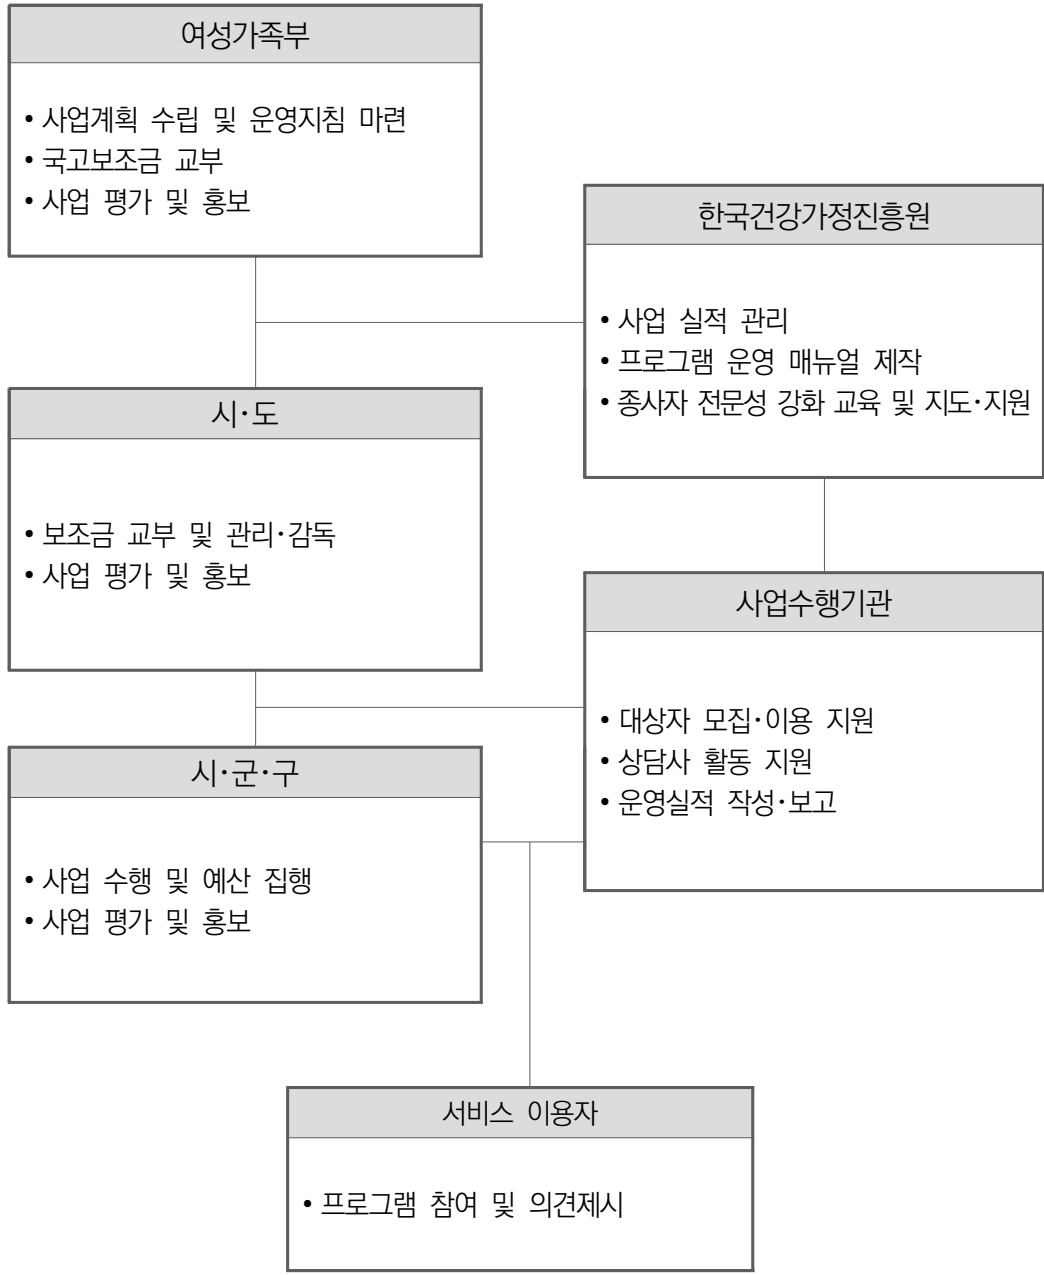 여성가족부
• 사업계획 수립 및 운영지침 마련
• 국고보조금 교부
• 사업 평가 및 홍보
한국건강가정진흥원
• 사업 실적 관리
• 프로그램 운영 매뉴얼 제작
• 종사자 전문성 강화 교육 및 지도·지원
시·도
• 보조금 교부 및 관리·감독
• 사업 평가 및 홍보
사업수행기관
• 대상자 모집·이용 지원
• 상담사 활동 지원
• 운영실적 작성·보고
시·군·구
• 사업 수행 및 예산 집행
• 사업 평가 및 홍보
서비스 이용자
• 프로그램 참여 및 의견제시